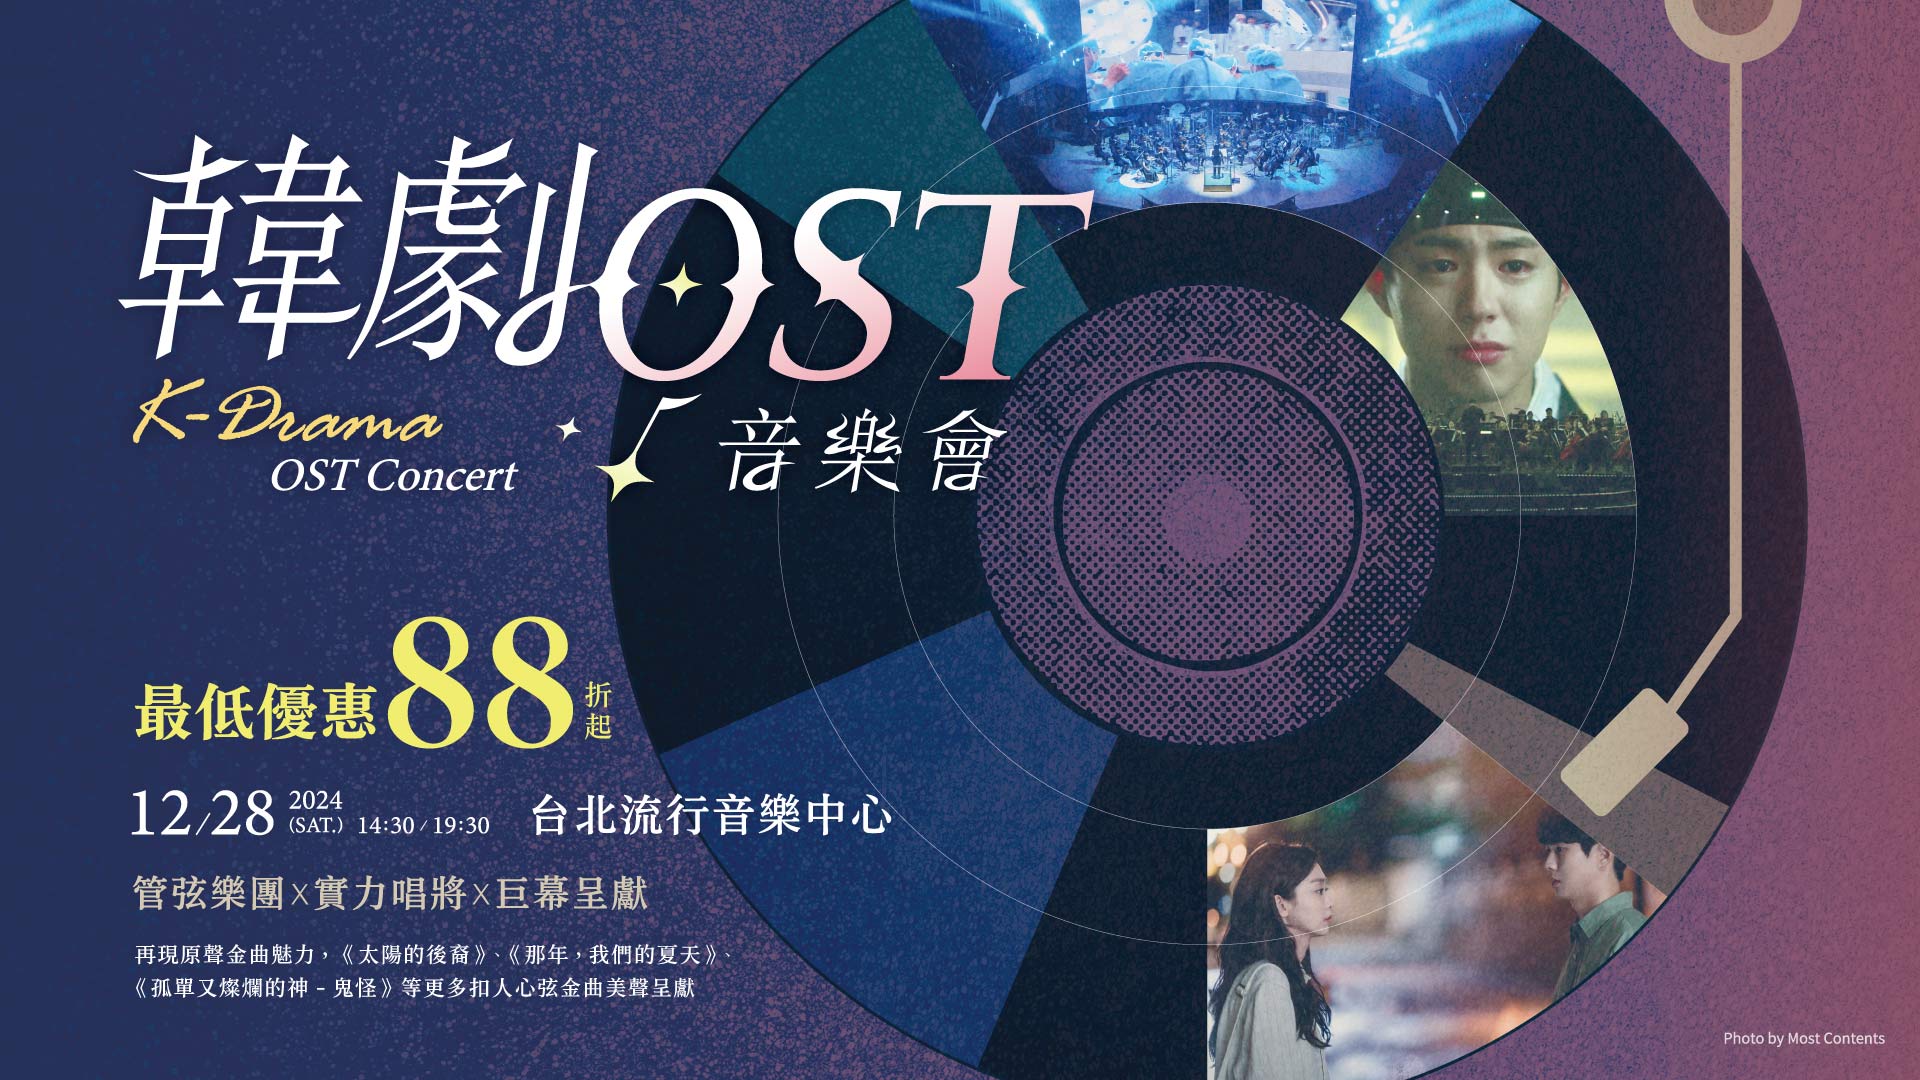 韓劇OST
K-Drama
OST Concert
音樂會
最低優惠88折起
12/28 2024 (SAT.) 14:30 / 19:30 台北流行音樂中心
管弦樂團x實力唱將x巨幕呈獻
再現原聲金曲魅力，《太陽的後裔》、《那年，我們的夏天》、
《孤單又燦爛的神－鬼怪》等更多扣人心弦金曲美聲呈獻
Photo by Most Contents